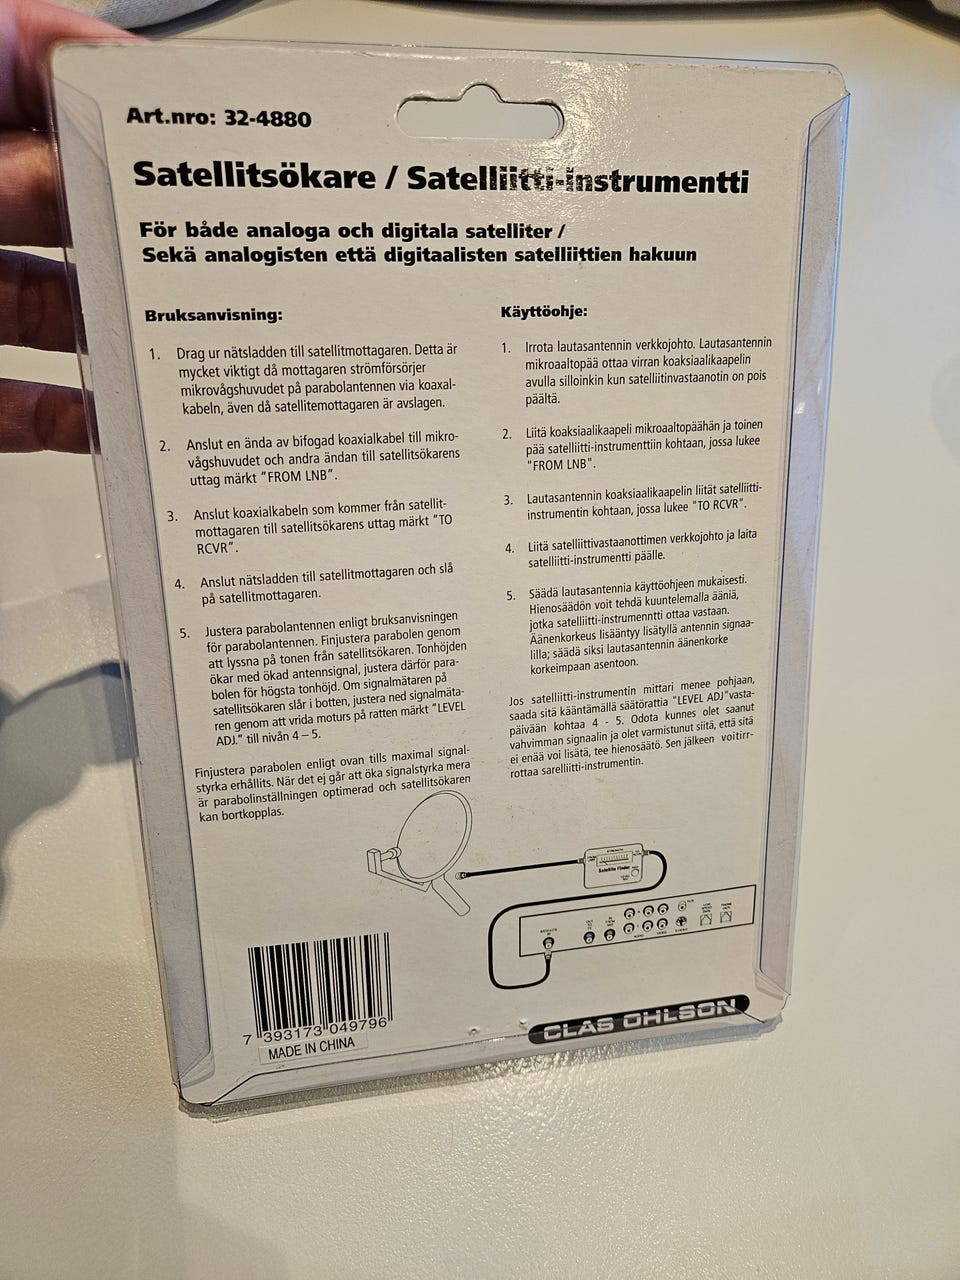 Art.nro: 32-4880
Satellitsökare / Satelliitti-instrumentti
För både analoga och digitala satelliter /
Sekä analogisten että digitaalisten satelliittien hakuun
Bruksanvisning:
1. Drag ur nätsladden till satellitmottagaren. Detta är
mycket viktigt då mottagaren strömförsörjer
mikrovågshuvudet på parabolantennen via koaxal-
kabeln, även då satellitemottagaren är avslagen.
2. Anslut en ända av bifogad koaxialkabel till mikro-
vågshuvudet och andra ändan till satellitsökarens
uttag märkt "FROM LNB".
3. Anslut koaxialkabeln som kommer från satellit-
mottagaren till satellitsökarens uttag märkt "TO
RCVR".
4. Anslut nätsladden till satellitmottagaren och slå
på satellitmottagaren.
5. Justera parabolantennen enligt bruksanvisningen
för parabolantennen. Finjustera parabolen genom
att lyssna på tonen från satellitsökaren. Tonhöjden
ökar med ökad antennsignal, justera därför para-
bolen för högsta tonhöjd. Om signalmätaren på
satellitsökaren slår i botten, justera ned signalmäta-
ren genom att vrida moturs på ratten märkt "LEVEL
ADJ." till nivån 4 – 5.
Finjustera parabolen enligt ovan tills maximal signal-
styrka erhållits. När det ej går att öka signalstyrka mera
är parabolinställningen optimerad och satellitsökaren
kan bortkopplas.
Käyttöohje:
1. Irrota lautasantennin verkkojohto. Lautasantennin
mikroaaltopää ottaa virran koaksiaalikaapelin
avulla silloinkin kun satelliitinvastaanotin on pois
päältä.
2. Liitä koaksiaalikaapeli mikroaaltopäähän ja toinen
pää satelliitti-instrumenttiin kohtaan, jossa lukee
"FROM LNB".
3. Lautasantennin koaksiaalikaapelin liität satelliitti-
instrumentin kohtaan, jossa lukee "TO RCVR".
4. Liitä satelliittivastaanottimen verkkojohto ja laita
satelliitti-instrumentti päälle.
5. Säädä lautasantennia käyttöohjeen mukaisesti.
Hienosäädön voit tehdä kuuntelemalla ääniä,
jotka satelliitti-instrumenntti ottaa vastaan.
Äänenkorkeus lisääntyy lisätyllä antennin signaa-
lilla; säädä siksi lautasantennin äänenkorke
korkeimpaan asentoon.
Jos satelliitti-instrumentin mittari menee pohjaan,
saada sitä kääntämällä säätörattia "LEVEL ADJ"vasta-
päivään kohtaa 4 - 5. Odota kunnes olet saanut
vahvimman signaalin ja olet varmistunut siitä, että sitä
ei enää voi lisätä, tee hienosäätö. Sen jälkeen voitirr-
rottaa sarelliitti-instrumentin.
STRENGTH
Satellite Finder
7 393173 049796
MADE IN CHINA
CLAS OHLSON